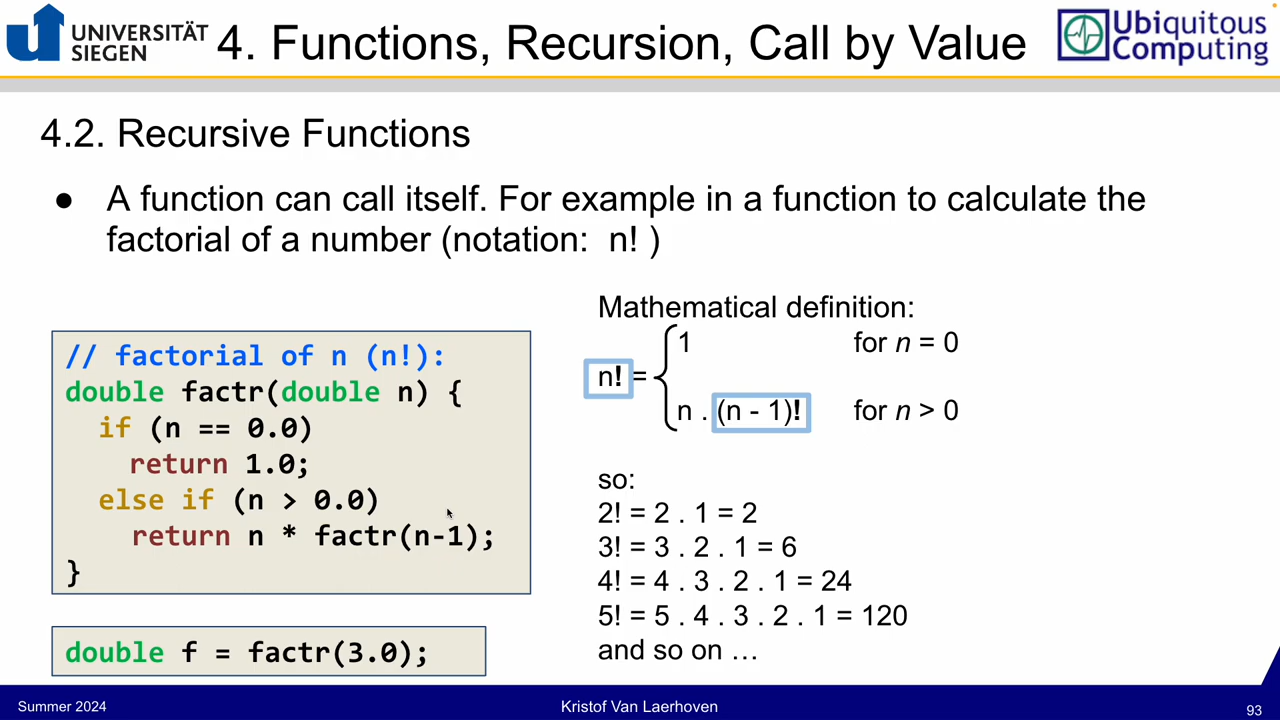 UNIVERSITÄT
SIEGEN
4. Functions, Recursion, Call by Value
Ubiquitous
Computing
4.2. Recursive Functions
● A function can call itself. For example in a function to calculate the
factorial of a number (notation: n! )
// factorial of n (n!):
double factr(double n) {
if (n == 0.0)
return 1.0;
else if (n > 0.0)
return n * factr(n-1);
}
double f = factr(3.0);
Mathematical definition:
1 for n = 0
n! =
n . (n - 1)! for n > 0
so:
2! = 2 . 1 = 2
3! = 3 . 2 . 1 = 6
4! = 4 . 3 . 2 . 1 = 24
5! = 5 . 4 . 3 . 2 . 1 = 120
and so on …
Summer 2024
Kristof Van Laerhoven
93